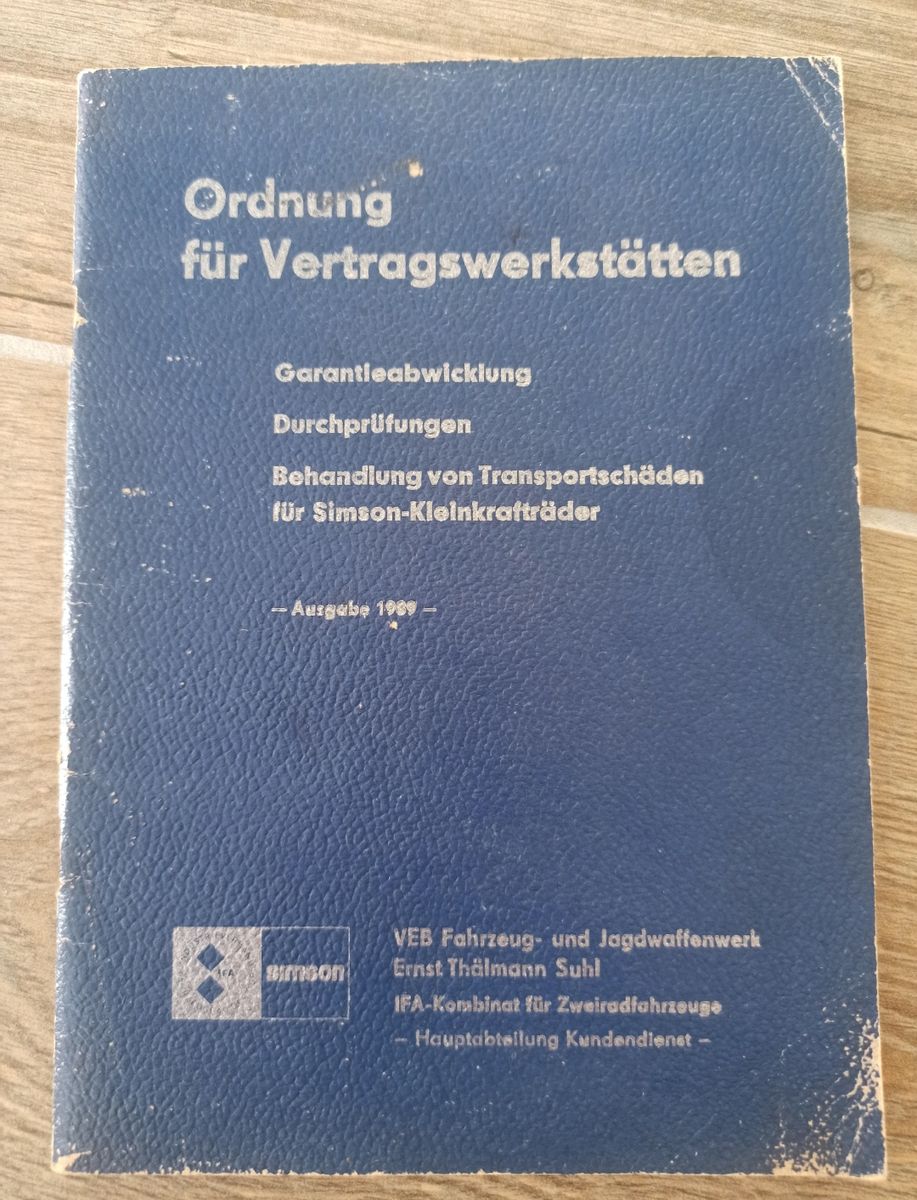 Ordnung
für Vertragswerkstätten
Garantieabwicklung
Durchprüfungen
Behandlung von Transportschäden
für Simson-Kleinkrafträder
– Ausgabe 1989 –
IFA
simson
VEB Fahrzeug- und Jagdwaffenwerk
Ernst Thälmann Suhl
IFA-Kombinat für Zweiradfahrzeuge
– Hauptabteilung Kundendienst –